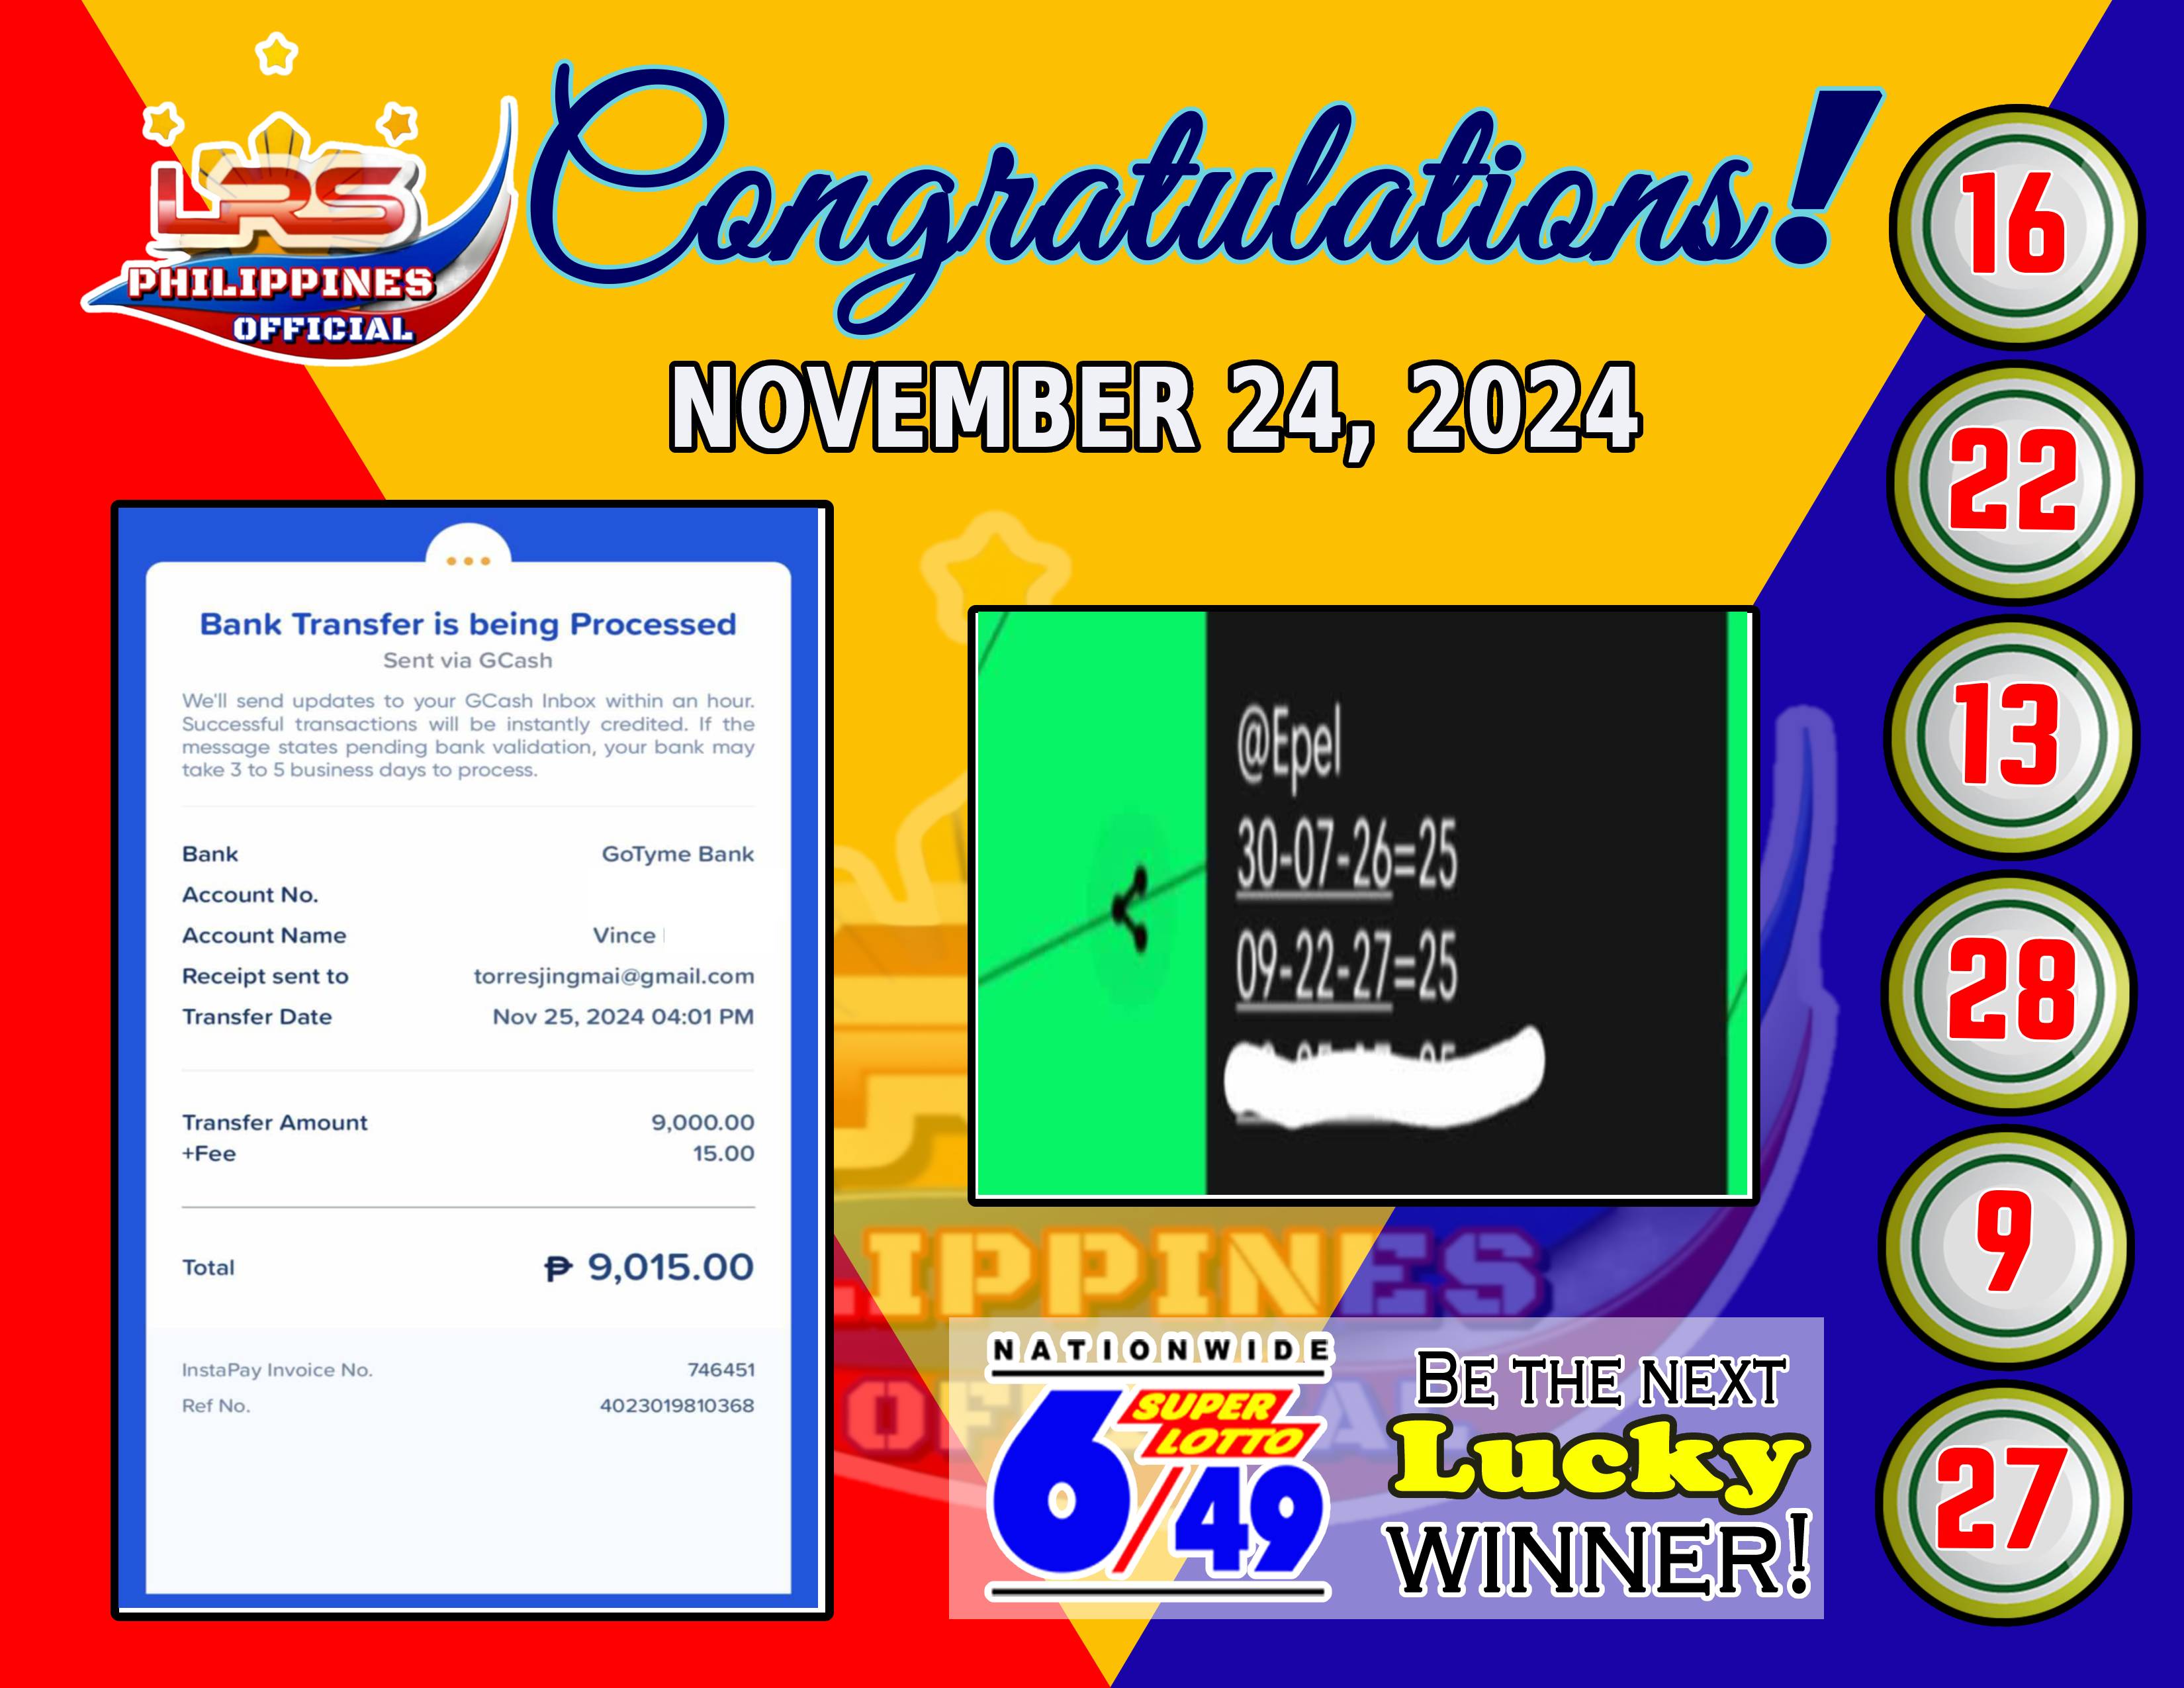 LRS
PHILIPPINES
OFFICIAL
Congratulations!
NOVEMBER 24, 2024
Bank Transfer is being Processed
Sent via GCash
We'll send updates to your GCash Inbox within an hour.
Successful transactions will be instantly credited. If the
message states pending bank validation, your bank may
take 3 to 5 business days to process.
Bank GoTyme Bank
Account No.
Account Name Vince
Receipt sent to torresjingmai@gmail.com
Transfer Date Nov 25, 2024 04:01 PM
Transfer Amount 9,000.00
+Fee 15.00
Total ₱ 9,015.00
InstaPay Invoice No. 746451
Ref No. 4023019810368
@Epel
30-07-26=25
09-22-27=25
NATIONWIDE
SUPER
LOTTO
6/49
BE THE NEXT
Lucky
WINNER!
16
22
13
28
9
27